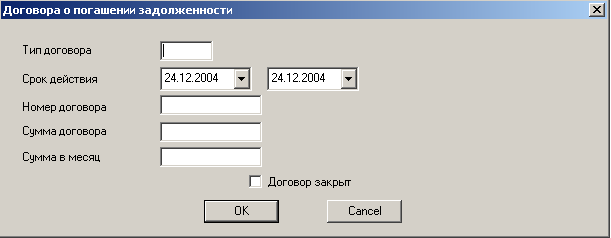 Договора о погашении задолженности
Тип договора
Срок действия 24.12.2004 24.12.2004
Номер договора
Сумма договора
Сумма в месяц
Договор закрыт
OK Cancel